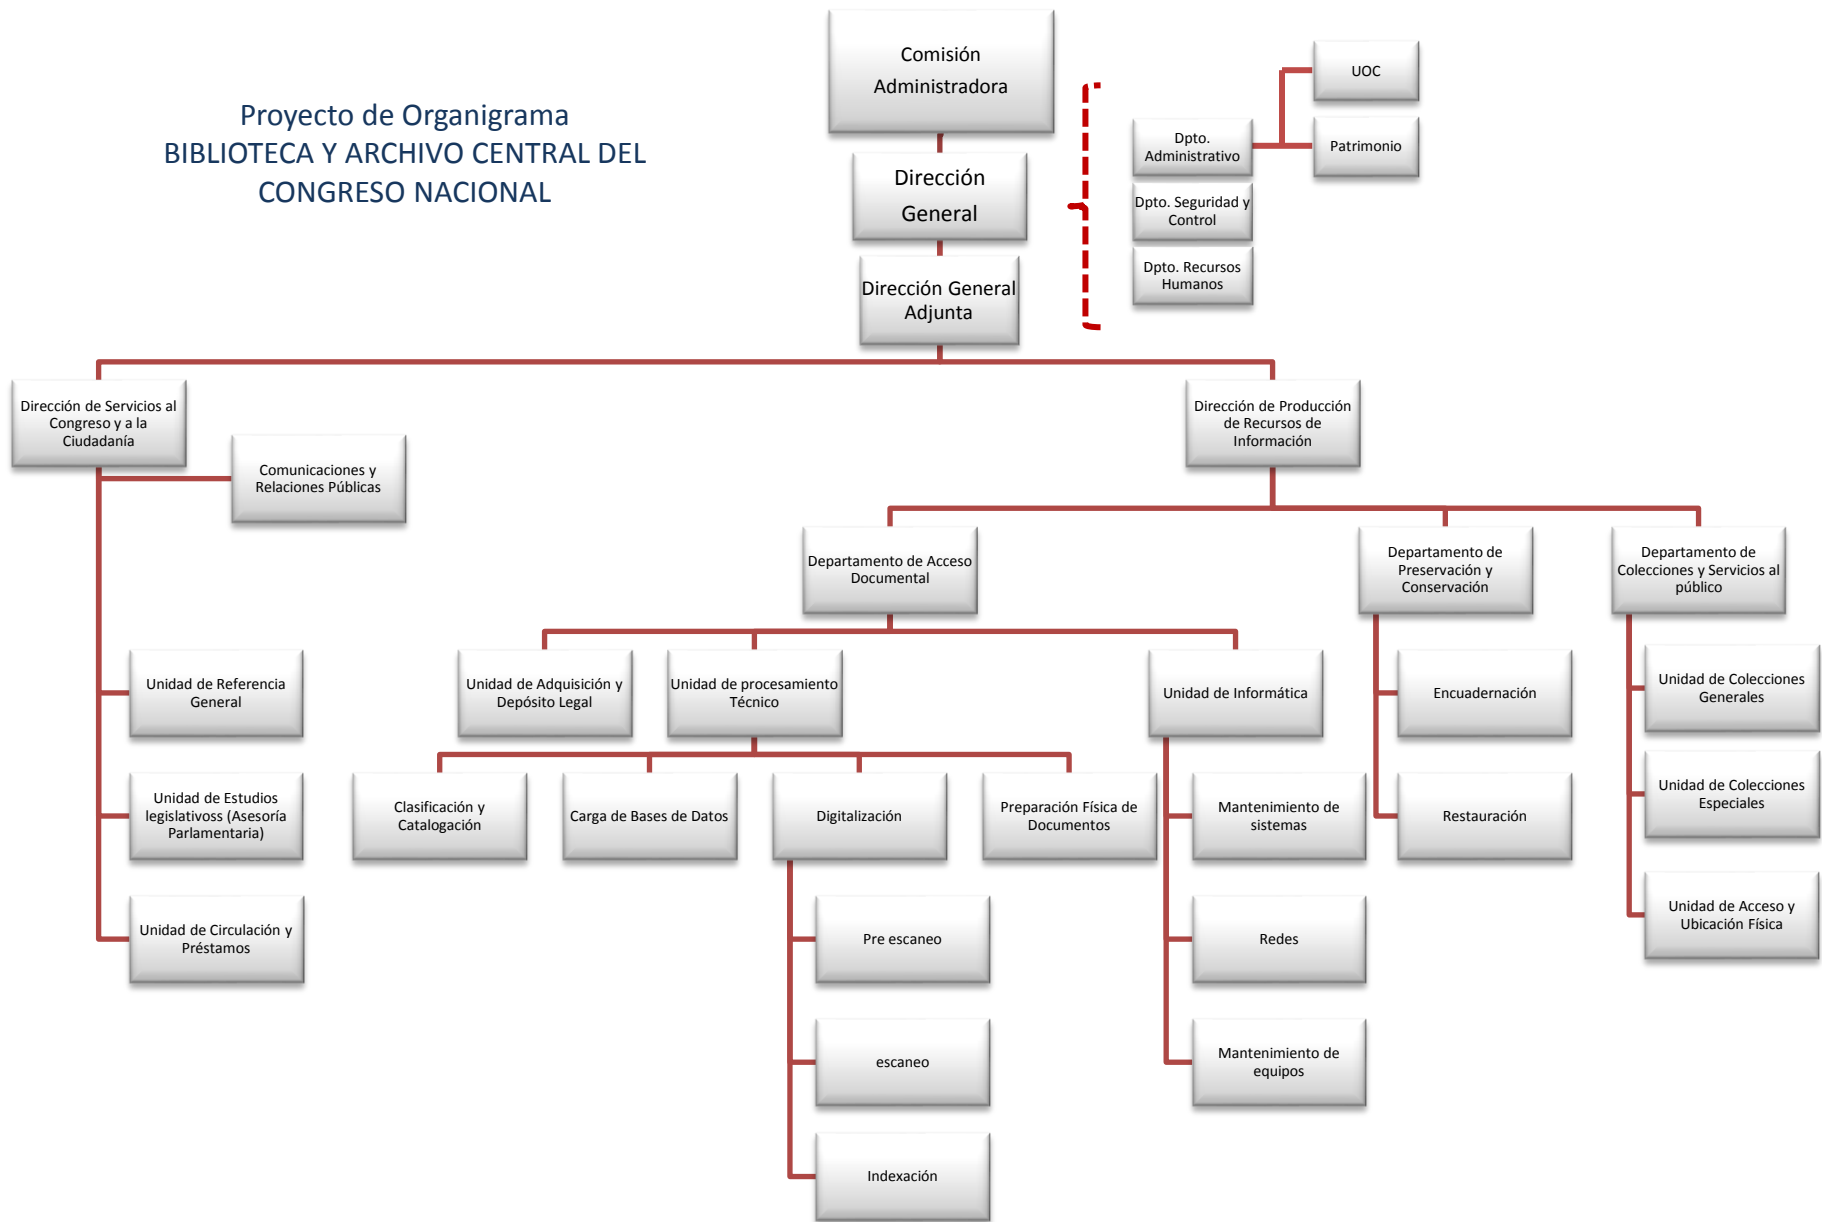 Proyecto de Organigrama
BIBLIOTECA Y ARCHIVO CENTRAL DEL
CONGRESO NACIONAL
Comisión
Administradora
Dirección
General
Dirección General
Adjunta
UOC
Dpto.
Administrativo
Patrimonio
Dpto. Seguridad y
Control
Dpto. Recursos
Humanos
Dirección de Servicios al
Congreso y a la
Ciudadanía
Comunicaciones y
Relaciones Públicas
Unidad de Referencia
General
Unidad de Estudios
legislativoss (Asesoría
Parlamentaria)
Unidad de Circulación y
Préstamos
Dirección de Producción
de Recursos de
Información
Departamento de Acceso
Documental
Departamento de
Preservación y
Conservación
Departamento de
Colecciones y Servicios al
público
Unidad de Adquisición y
Depósito Legal
Unidad de procesamiento
Técnico
Unidad de Informática
Clasificación y
Catalogación
Carga de Bases de Datos
Digitalización
Preparación Física de
Documentos
Pre escaneo
escaneo
Indexación
Mantenimiento de
sistemas
Redes
Mantenimiento de
equipos
Encuadernación
Restauración
Unidad de Colecciones
Generales
Unidad de Colecciones
Especiales
Unidad de Acceso y
Ubicación Física